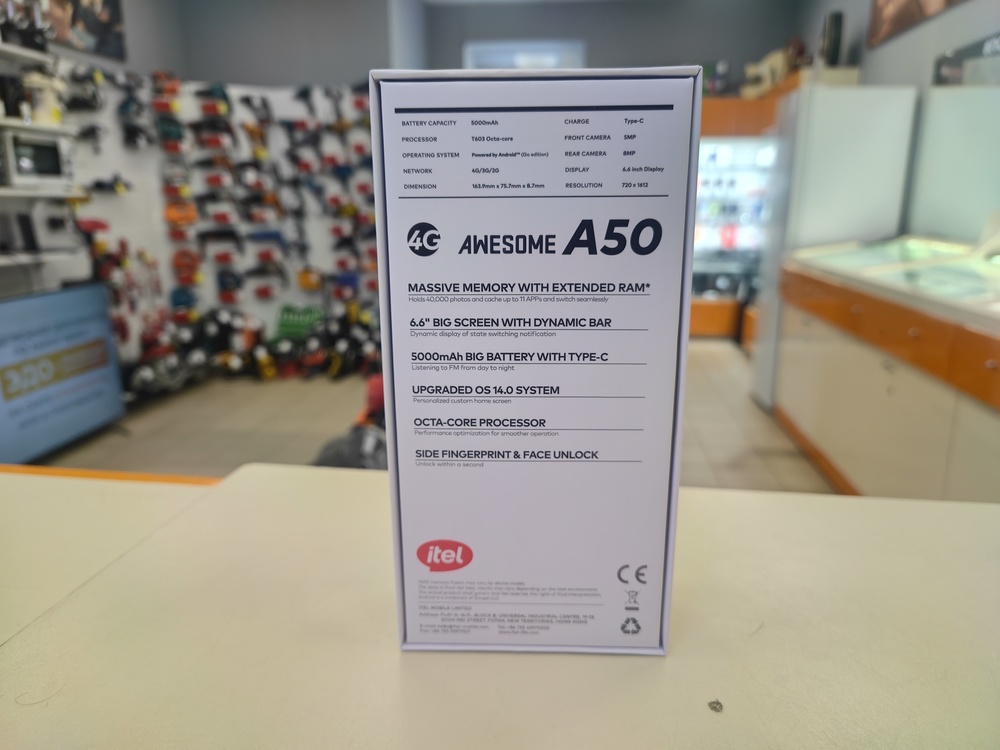 BATTERY CAPACITY 5000mAh CHARGE Type-C
PROCESSOR T603 Octa-core FRONT CAMERA 5MP
OPERATING SYSTEM Powered by Android™ (Go edition) REAR CAMERA 8MP
NETWORK 4G/3G/2G DISPLAY 6.6 inch Display
DIMENSION 163.9mm x 75.7mm x 8.7mm RESOLUTION 720 x 1612
4G AWESOME A50
MASSIVE MEMORY WITH EXTENDED RAM*
Holds 40,000 photos and cache up to 11 APPs and switch seamlessly
6.6" BIG SCREEN WITH DYNAMIC BAR
Dynamic display of state switching notification
5000mAh BIG BATTERY WITH TYPE-C
Listening to FM from day to night
UPGRADED OS 14.0 SYSTEM
Personalized custom home screen
OCTA-CORE PROCESSOR
Performance optimization for smoother operation
SIDE FINGERPRINT & FACE UNLOCK
Unlock within a second
itel
CE
ITEL MOBILE LIMITED